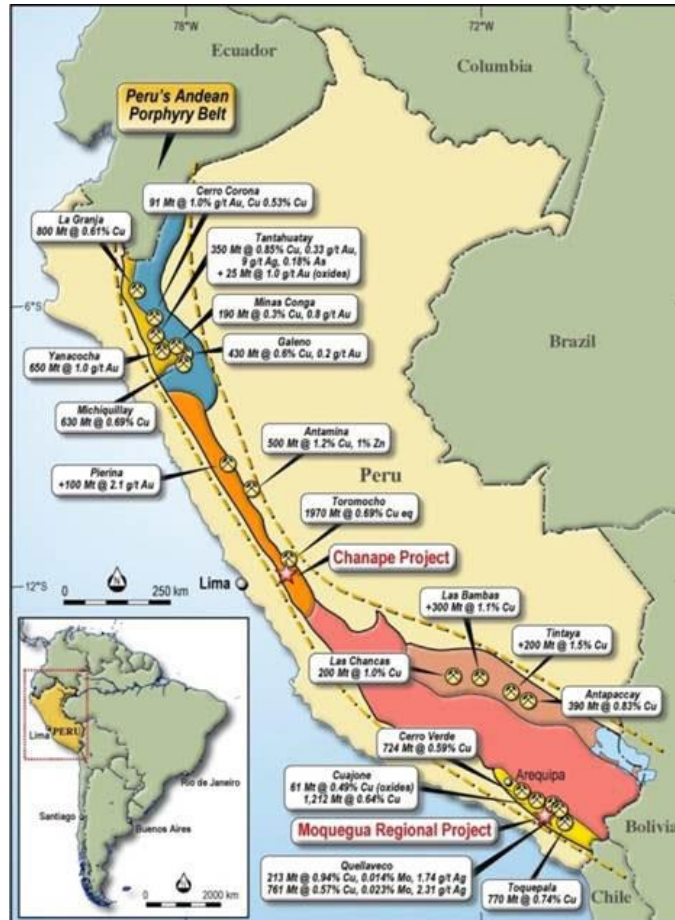 78°W
72°W
Ecuador
Columbia
Peru's Andean
Porphyry Belt
Cerro Corona
91 Mt @ 1.0% g/t Au, Cu 0.53% Cu
La Granja
800 Mt @ 0.61% Cu
Tantahuatay
350 Mt @ 0.85% Cu, 0.33 g/t Au,
9 g/t Ag, 0.18% As
+ 25 Mt @ 1.0 g/t Au (oxides)
6°S
Minas Conga
190 Mt @ 0.3% Cu, 0.8 g/t Au
Brazil
Yanacocha
650 Mt @ 1.0 g/t Au
Galeno
430 Mt @ 0.6% Cu, 0.2 g/t Au
Michiquillay
630 Mt @ 0.69% Cu
Antamina
500 Mt @ 1.2% Cu, 1% Zn
Pierina
+100 Mt @ 2.1 g/t Au
Peru
Toromocho
1970 Mt @ 0.69% Cu eq
Chanape Project
Lima
12°S
N
0 250 km
Las Bambas
+300 Mt @ 1.1% Cu
Tintaya
+200 Mt @ 1.5% Cu
Las Chancas
200 Mt @ 1.0% Cu
Antapaccay
390 Mt @ 0.83% Cu
Cerro Verde
724 Mt @ 0.59% Cu
Arequipa
Cuajone
61 Mt @ 0.49% Cu (oxides)
1,212 Mt @ 0.64% Cu
Moquegua Regional Project
Bolivia
Quellaveco
213 Mt @ 0.94% Cu, 0.014% Mo, 1.74 g/t Ag
761 Mt @ 0.57% Cu, 0.023% Mo, 2.31 g/t Ag
Toquepala
770 Mt @ 0.74% Cu
Chile
Lima
PERU
Rio de Janeiro
Santiago
Buenos Aires
N
0 2000 km